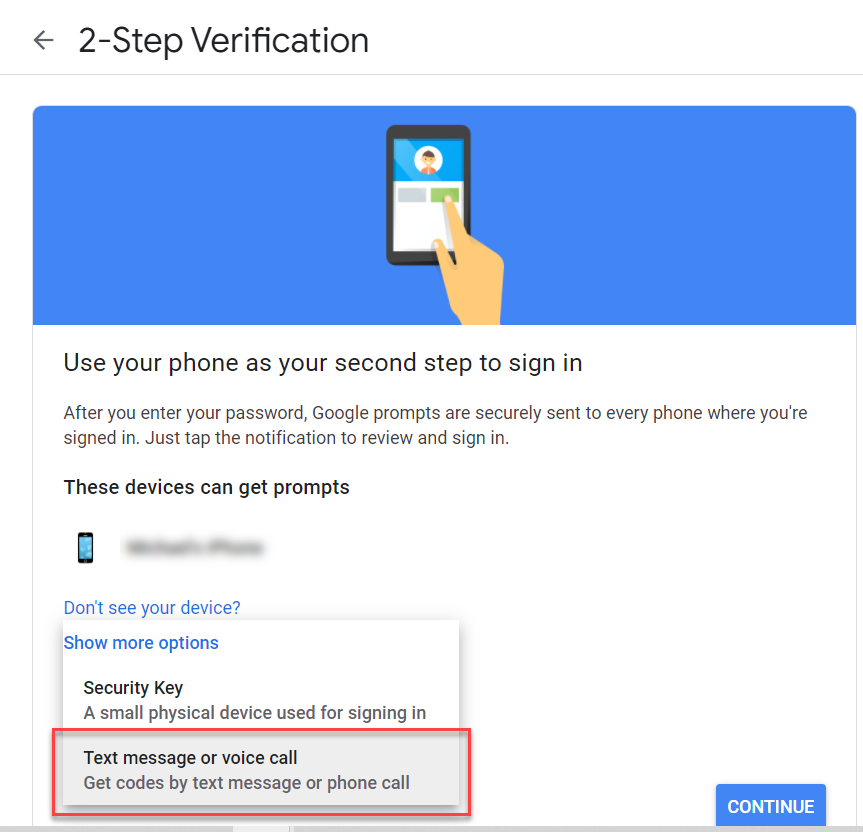 2-Step Verification
Use your phone as your second step to sign in
After you enter your password, Google prompts are securely sent to every phone where you're
signed in. Just tap the notification to review and sign in.
These devices can get prompts
Don't see your device?
Show more options
Security Key
A small physical device used for signing in
Text message or voice call
Get codes by text message or phone call
CONTINUE